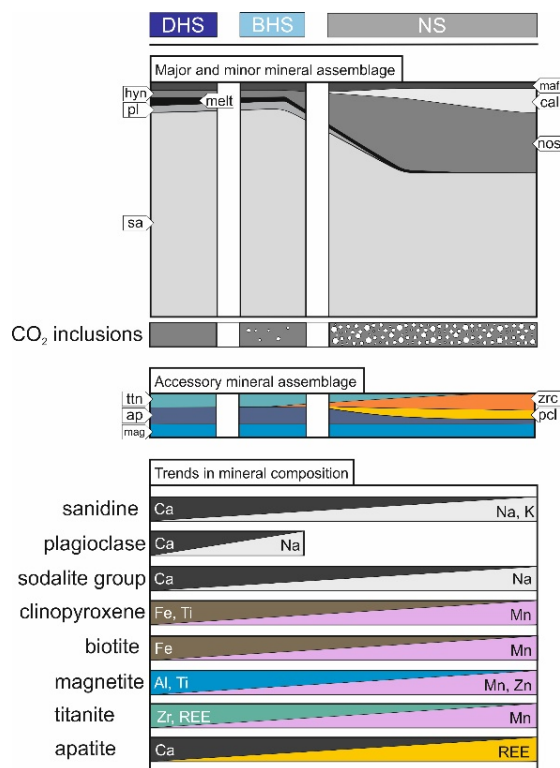 DHS BHS NS
Major and minor mineral assemblage
hyn maf
melt cal
pl
nos
sa
CO₂ inclusions
Accessory mineral assemblage
ttn zrc
ap pcl
mag
Trends in mineral composition
sanidine Ca Na, K
plagioclase Ca Na
sodalite group Ca Na
clinopyroxene Fe, Ti Mn
biotite Fe Mn
magnetite Al, Ti Mn, Zn
titanite Zr, REE Mn
apatite Ca REE